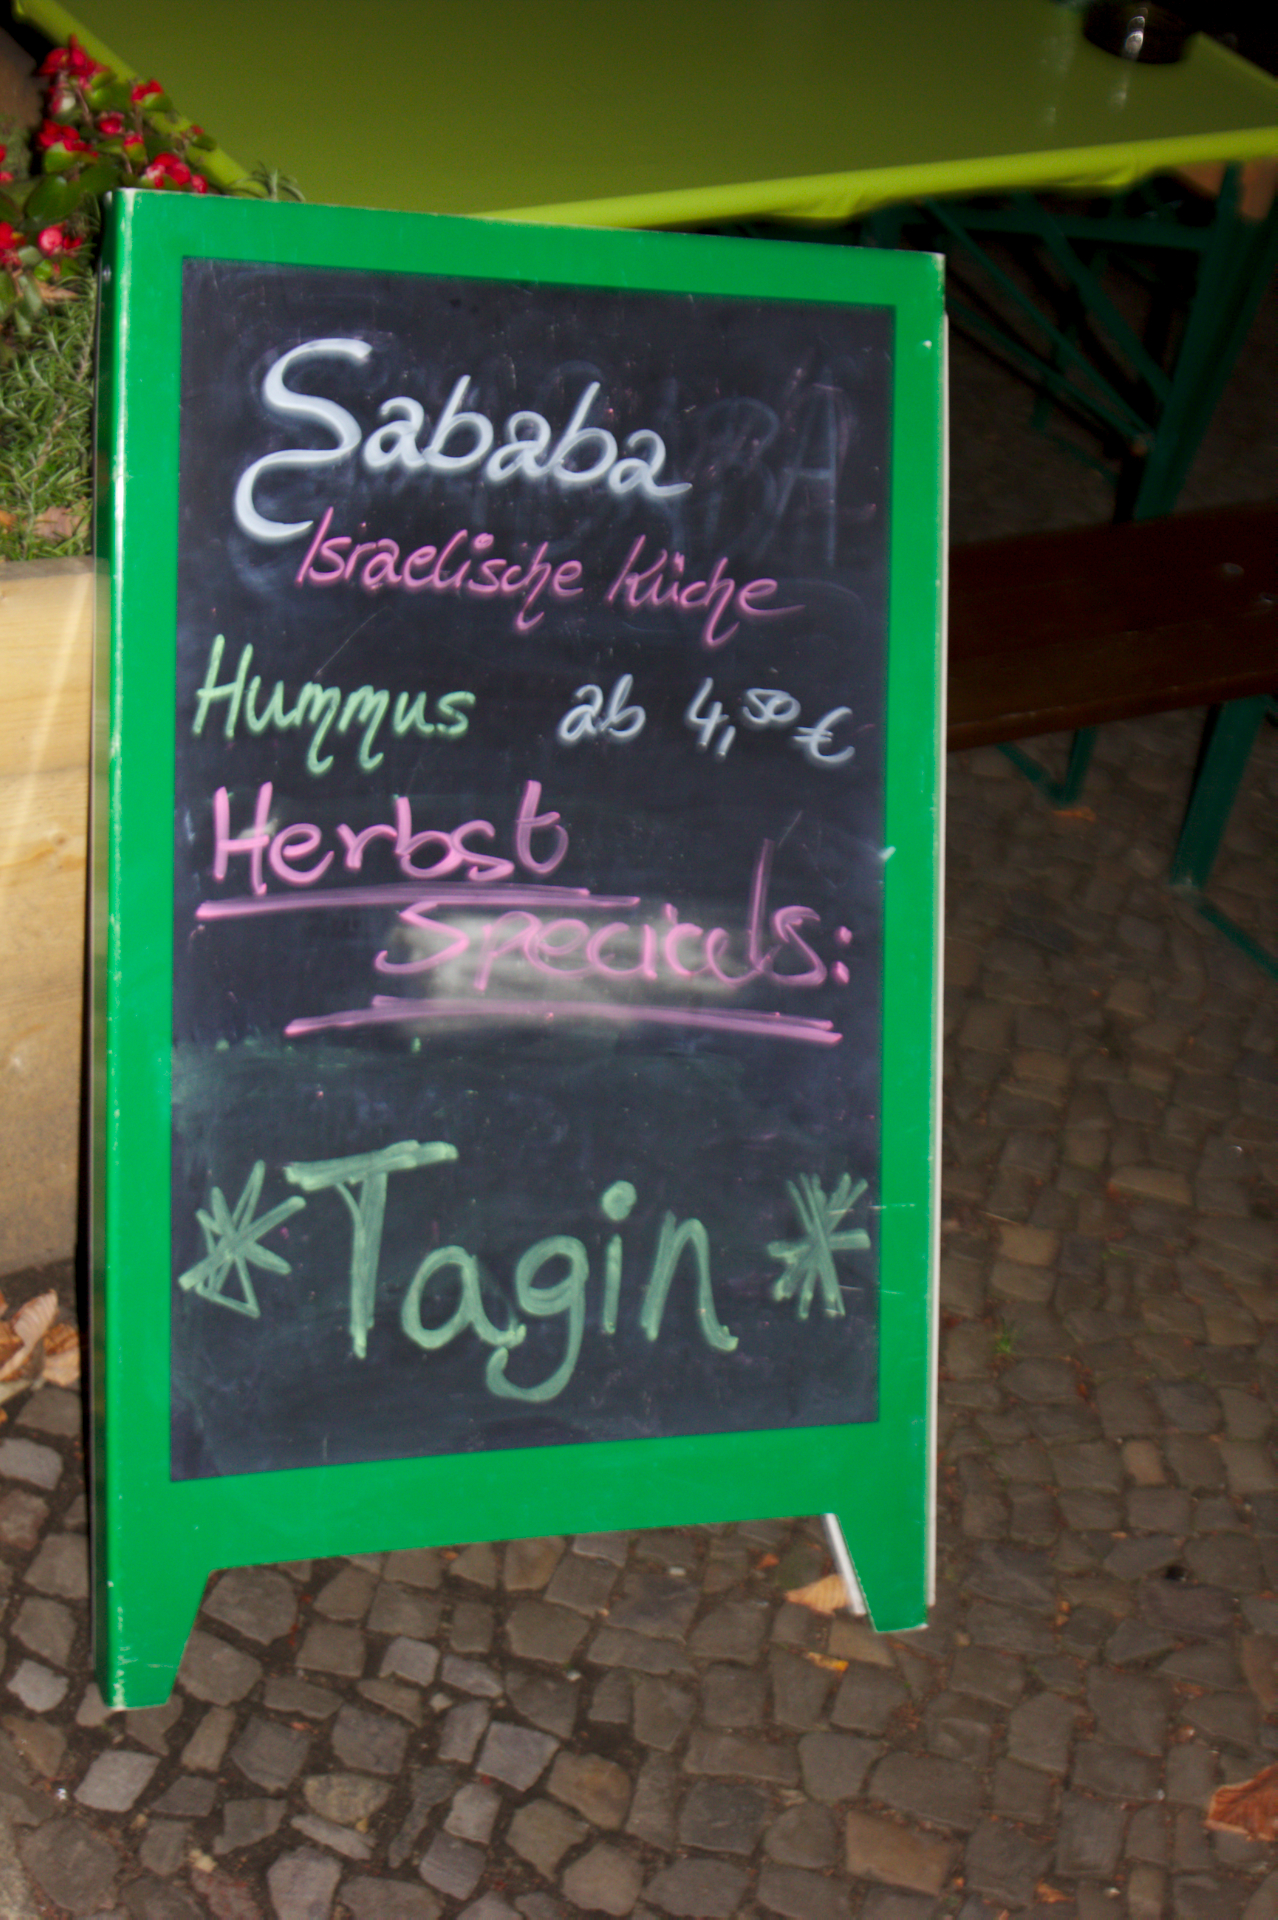 Sababa
Israelische Küche
Hummus ab 4,50 €
Herbst
Specials:
*Tagin*